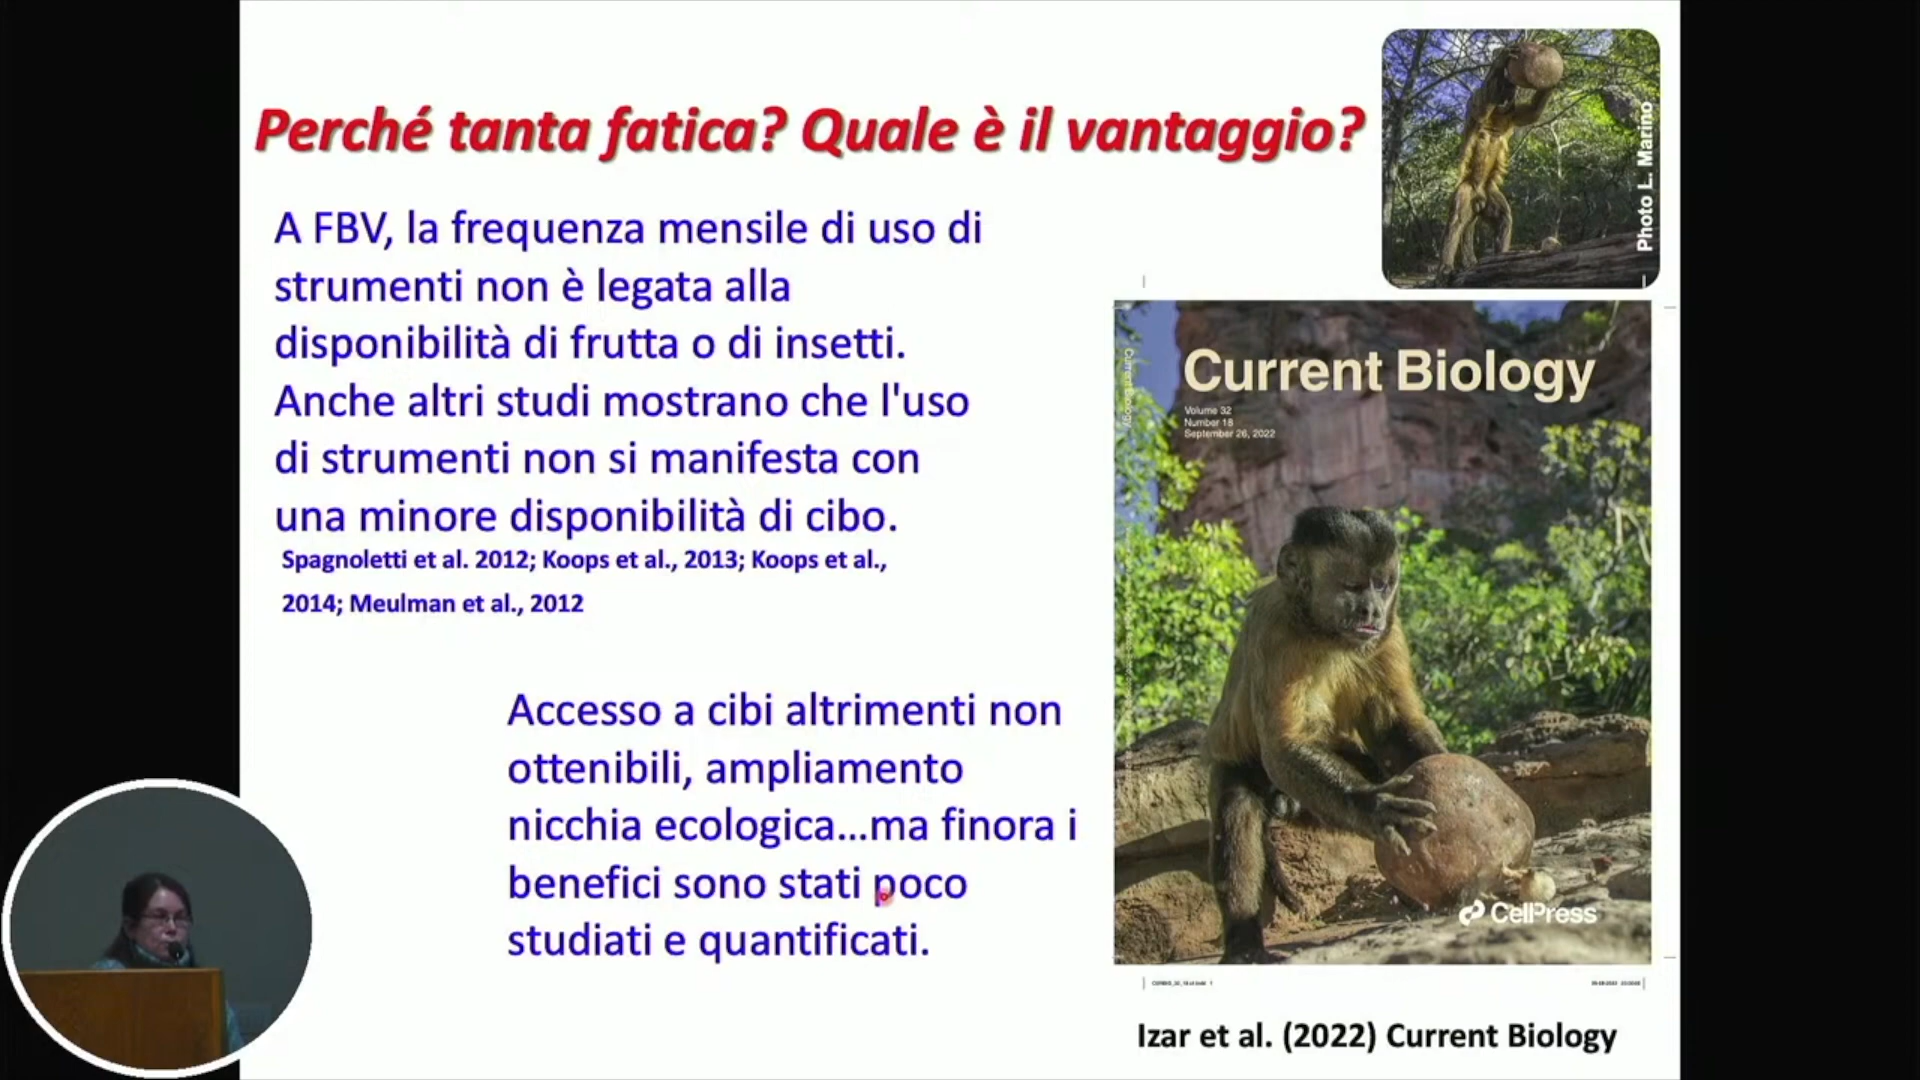 Perché tanta fatica? Quale è il vantaggio?
A FBV, la frequenza mensile di uso di
strumenti non è legata alla
disponibilità di frutta o di insetti.
Anche altri studi mostrano che l'uso
di strumenti non si manifesta con
una minore disponibilità di cibo.
Spagnoletti et al. 2012; Koops et al., 2013; Koops et al.,
2014; Meulman et al., 2012
Accesso a cibi altrimenti non
ottenibili, ampliamento
nicchia ecologica...ma finora i
benefici sono stati poco
studiati e quantificati.
Photo L. Marino
Current Biology
Current Biology
Volume 32
Number 18
September 26, 2022
CellPress
Izar et al. (2022) Current Biology